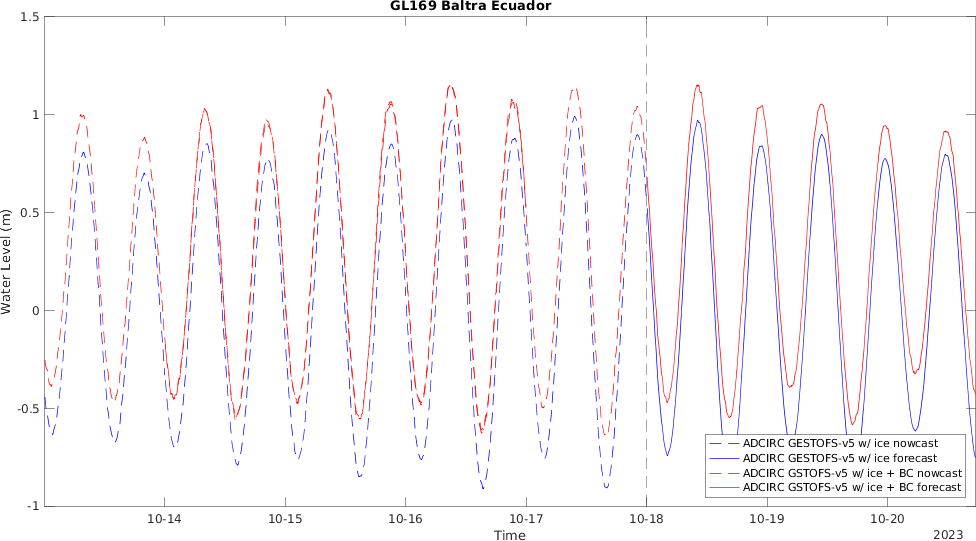 GL169 Baltra Ecuador
1.5
1
0.5
0
-0.5
-1
Water Level (m)
10-14
10-15
10-16
10-17
10-18
10-19
10-20
Time
2023
ADCIRC GESTOFS-v5 w/ ice nowcast
ADCIRC GESTOFS-v5 w/ ice forecast
ADCIRC GSTOFS-v5 w/ ice + BC nowcast
ADCIRC GSTOFS-v5 w/ ice + BC forecast